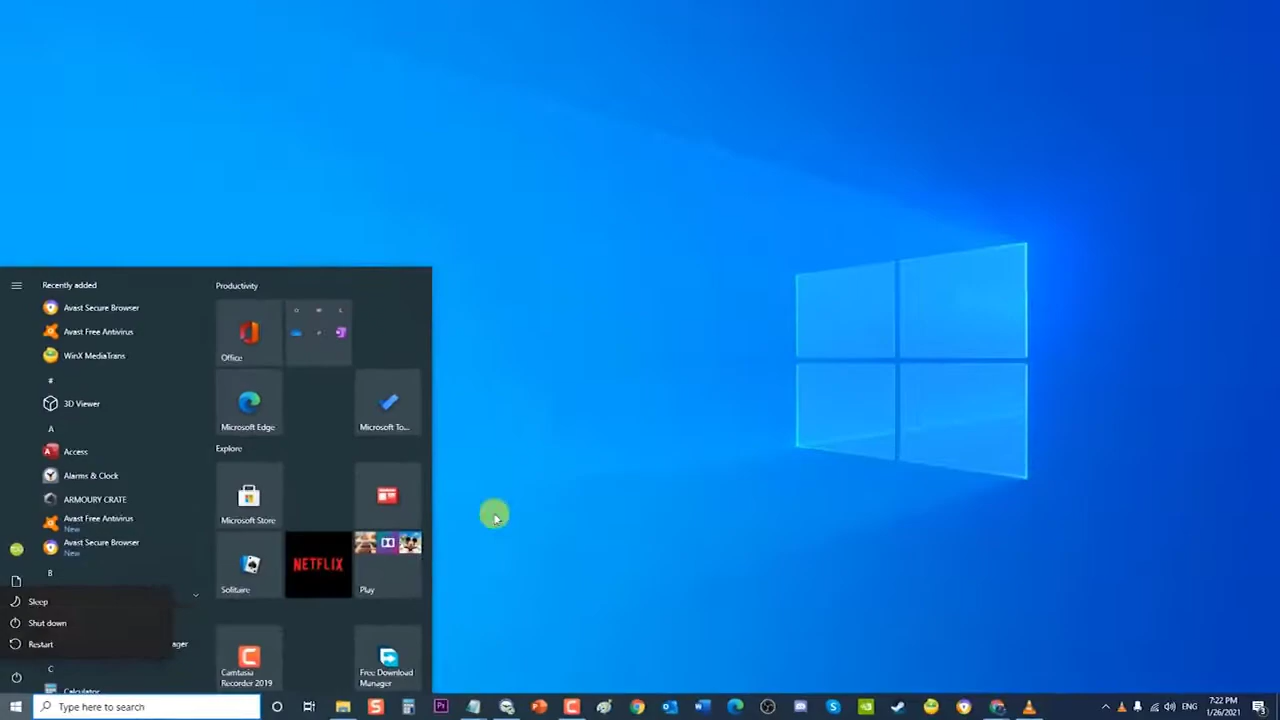 Recently added
Avast Secure Browser
Avast Free Antivirus
WinX MediaTrans
#
3D Viewer
A
Access
Alarms & Clock
ARMOURY CRATE
Avast Free Antivirus
New
Avast Secure Browser
New
B
Sleep
Shut down
Restart
ager
C
Calculator
Productivity
Office
Microsoft Edge
Microsoft To...
Explore
Microsoft Store
Solitaire
NETFLIX
Play
Camtasia
Recorder 2019
Free Download
Manager
Type here to search
ENG
7:22 PM
1/26/2021